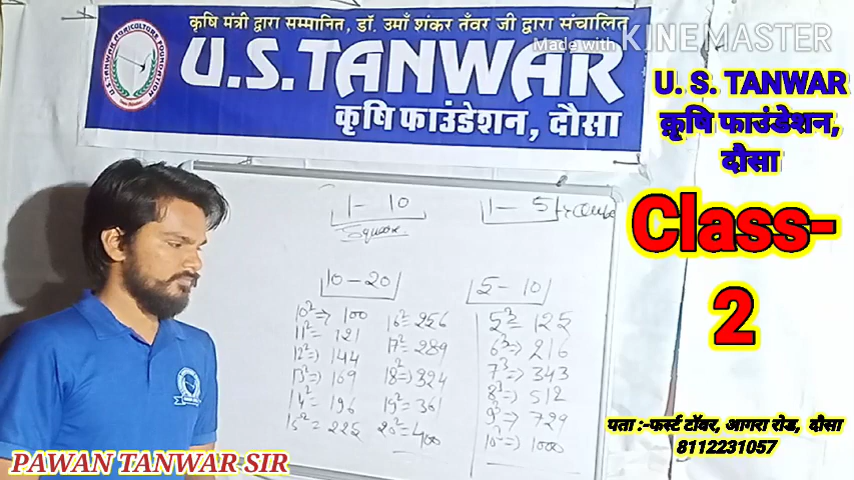 कृषि मंत्री द्वारा सम्मानित, डॉ. उमाँ शंकर तँवर जी द्वारा संचालित
Made with KINEMASTER
U.S.TANWAR AGRICULTURE FOUNDATION
U.S.TANWAR
कृषि फाउंडेशन, दौसा
U. S. TANWAR
कृषि फाउंडेशन,
दौसा
Class-
2
1 - 10
Square
1 - 5
10 - 20
10² => 100
11² = 121
12² => 144
13² => 169
14² = 196
15² = 225
16² = 256
17² = 289
18² => 324
19² = 361
20² = 400
5 - 10
5³ = 125
6³ => 216
7³ => 343
8³ => 512
9³ => 729
10³ => 1000
पता :-फर्स्ट टॉवर, आगरा रोड, दौसा
8112231057
PAWAN TANWAR SIR